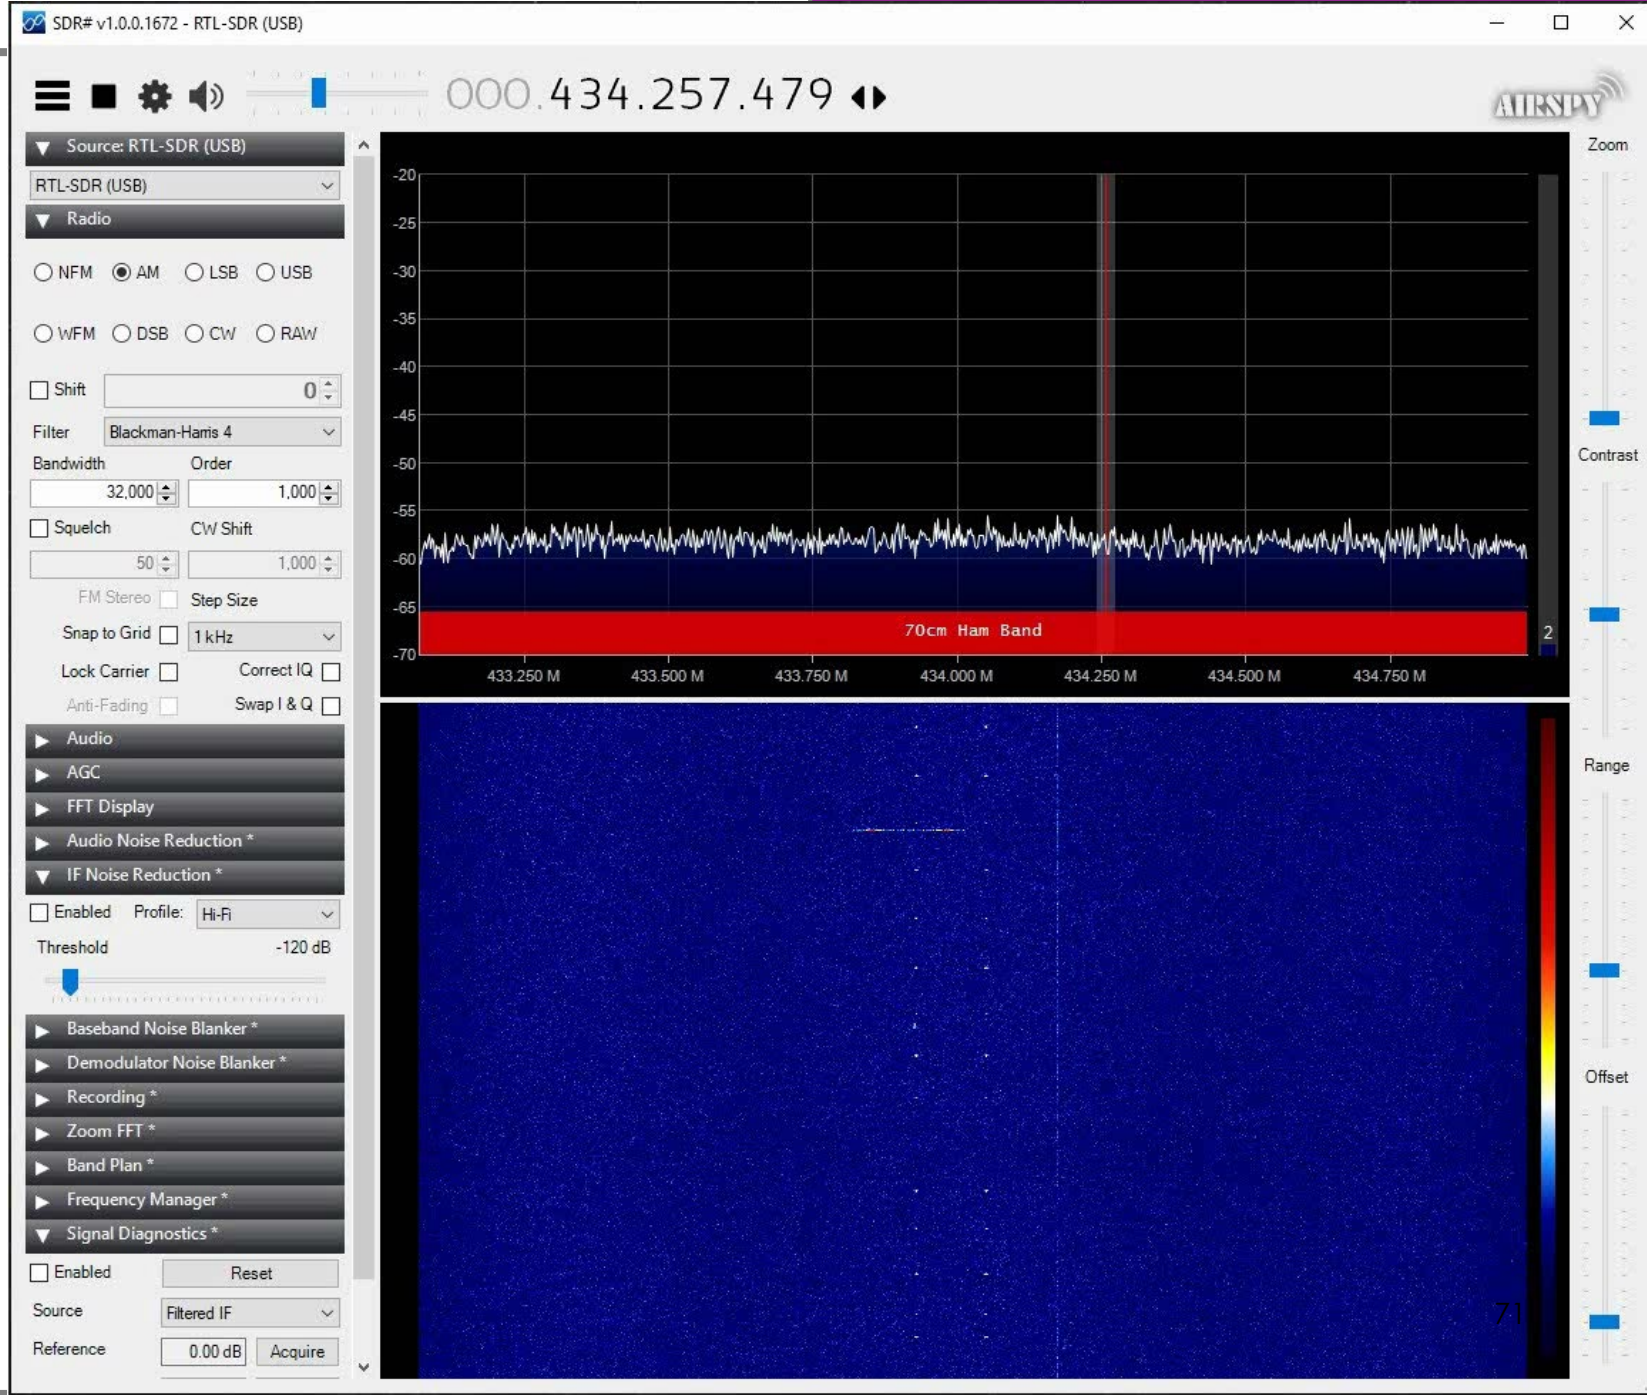 SDR# v1.0.0.1672 - RTL-SDR (USB)
000.434.257.479
AIRSPY
Source: RTL-SDR (USB)
RTL-SDR (USB)
Radio
NFM AM LSB USB
WFM DSB CW RAW
Shift 0
Filter Blackman-Harris 4
Bandwidth Order
32,000 1,000
Squelch CW Shift
50 1,000
FM Stereo Step Size
Snap to Grid 1 kHz
Lock Carrier Correct IQ
Anti-Fading Swap I & Q
Audio
AGC
FFT Display
Audio Noise Reduction *
IF Noise Reduction *
Enabled Profile: Hi-Fi
Threshold -120 dB
Baseband Noise Blanker *
Demodulator Noise Blanker *
Recording *
Zoom FFT *
Band Plan *
Frequency Manager *
Signal Diagnostics *
Enabled Reset
Source Filtered IF
Reference 0.00 dB Acquire
-20
-25
-30
-35
-40
-45
-50
-55
-60
-65
-70
70cm Ham Band
2
433.250 M 433.500 M 433.750 M 434.000 M 434.250 M 434.500 M 434.750 M
71
Zoom
Contrast
Range
Offset